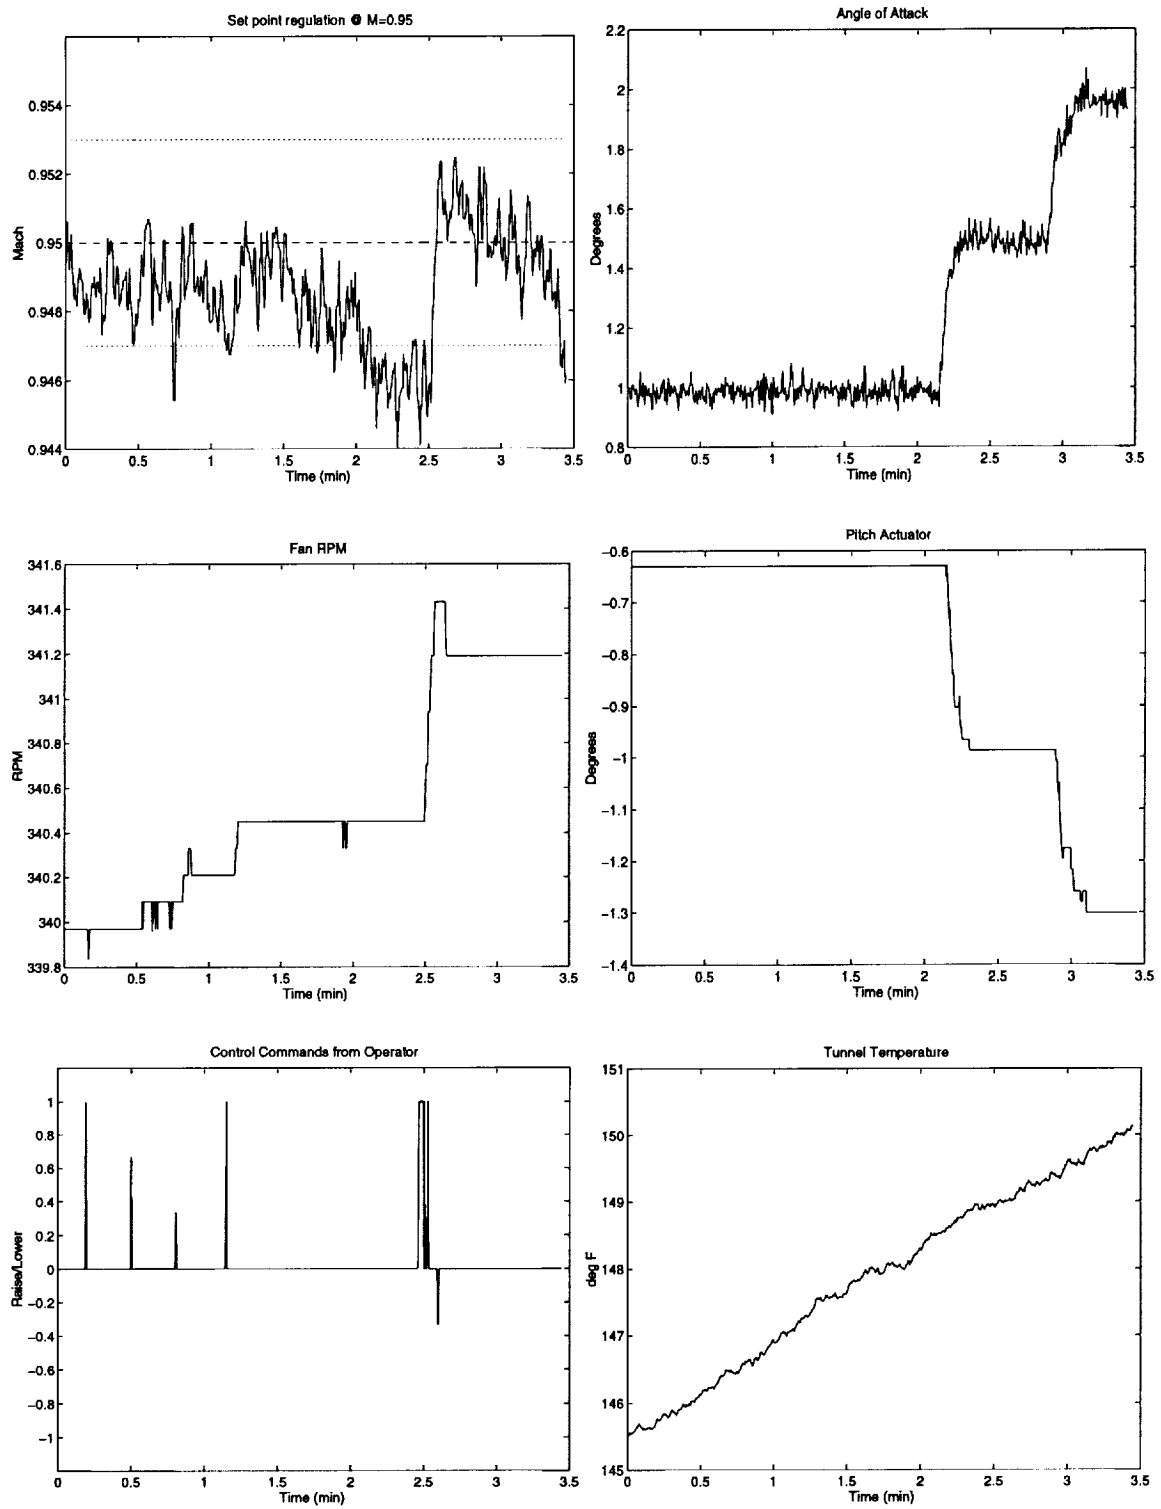 Set point regulation @ M=0.95
0.954
0.952
0.95
0.948
0.946
0.944
Mach
0 0.5 1 1.5 2 2.5 3 3.5
Time (min)
Angle of Attack
2.2
2
1.8
1.6
1.4
1.2
1
0.8
Degrees
0 0.5 1 1.5 2 2.5 3 3.5
Time (min)
Fan RPM
341.6
341.4
341.2
341
340.8
340.6
340.4
340.2
340
339.8
RPM
0 0.5 1 1.5 2 2.5 3 3.5
Time (min)
Pitch Actuator
-0.6
-0.7
-0.8
-0.9
-1
-1.1
-1.2
-1.3
-1.4
Degrees
0 0.5 1 1.5 2 2.5 3 3.5
Time (min)
Control Commands from Operator
1
0.8
0.6
0.4
0.2
0
-0.2
-0.4
-0.6
-0.8
-1
Raise/Lower
0 0.5 1 1.5 2 2.5 3 3.5
Time (min)
Tunnel Temperature
151
150
149
148
147
146
145
deg F
0 0.5 1 1.5 2 2.5 3 3.5
Time (min)